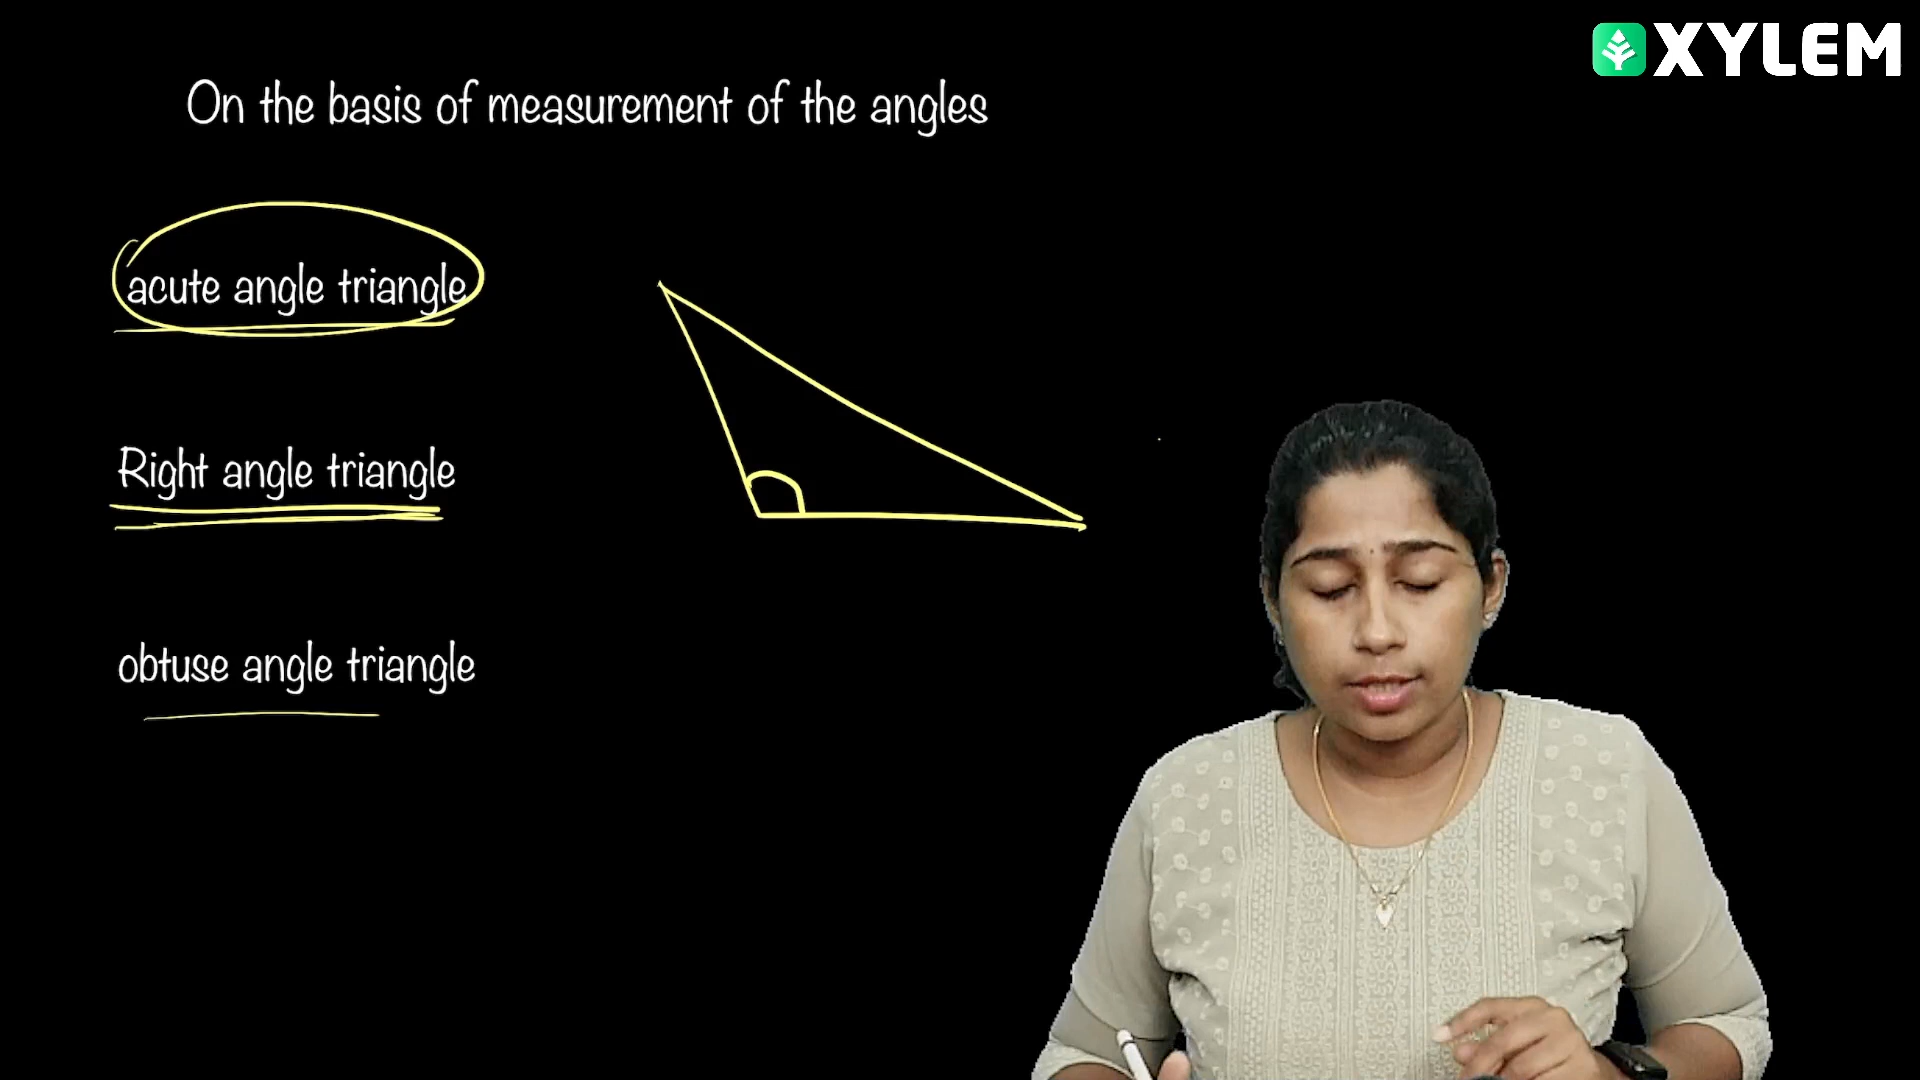 XYLEM
On the basis of measurement of the angles
acute angle triangle
Right angle triangle
obtuse angle triangle